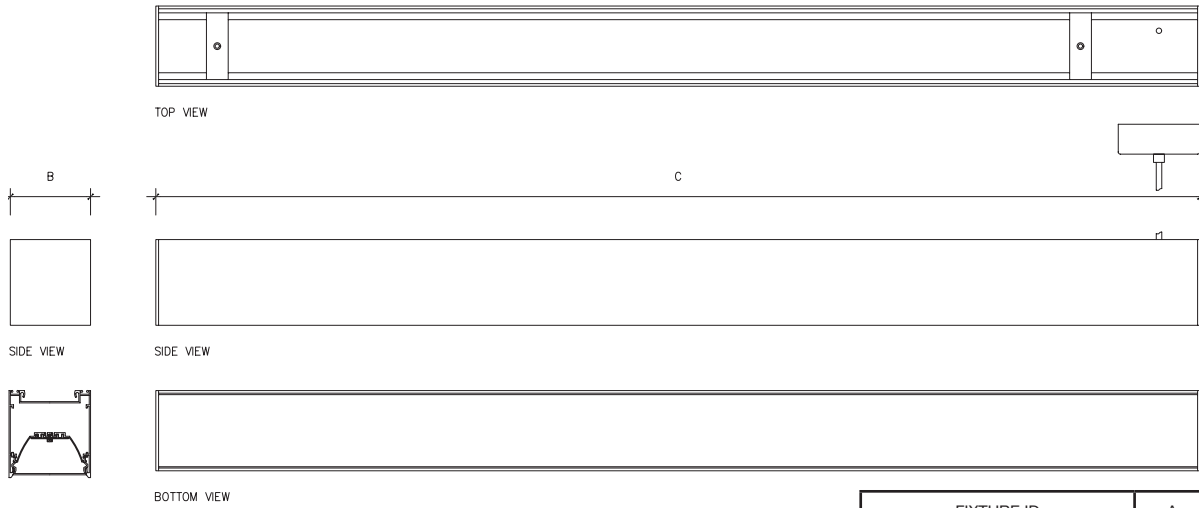 TOP VIEW
B
C
SIDE VIEW
SIDE VIEW
BOTTOM VIEW
FIXTURE ID
A